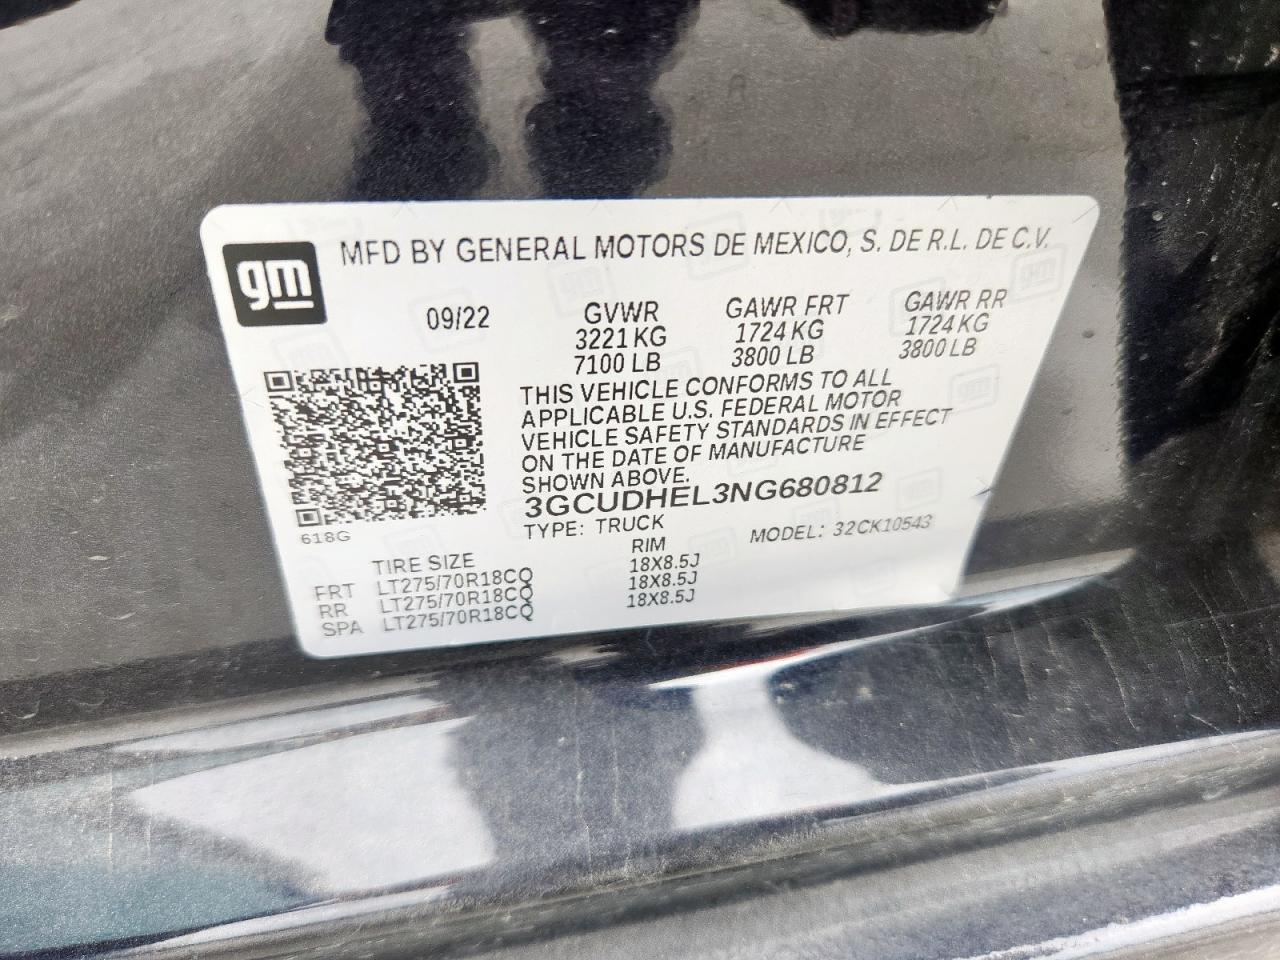 gm
MFD BY GENERAL MOTORS DE MEXICO, S. DE R.L. DE C.V.
09/22 GVWR GAWR FRT GAWR RR
3221 KG 1724 KG 1724 KG
7100 LB 3800 LB 3800 LB
THIS VEHICLE CONFORMS TO ALL
APPLICABLE U.S. FEDERAL MOTOR
VEHICLE SAFETY STANDARDS IN EFFECT
ON THE DATE OF MANUFACTURE
SHOWN ABOVE.
3GCUDHEL3NG680812
618G
TYPE: TRUCK MODEL: 32CK10543
TIRE SIZE RIM
FRT LT275/70R18CQ 18X8.5J
RR LT275/70R18CQ 18X8.5J
SPA LT275/70R18CQ 18X8.5J